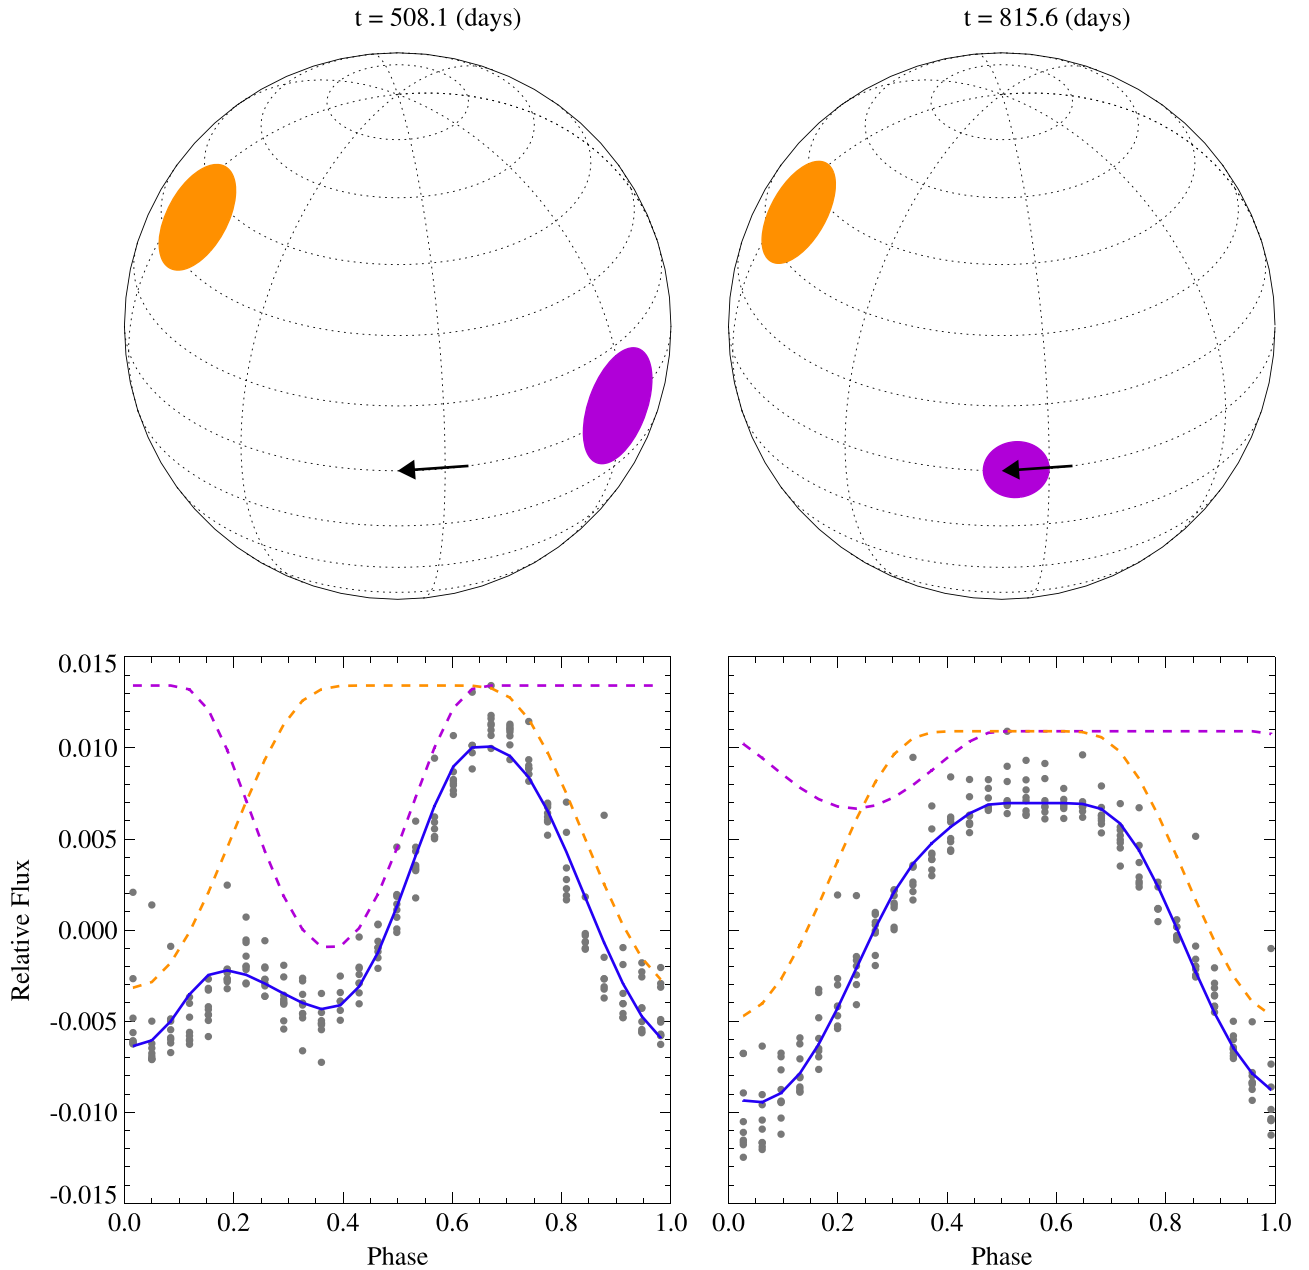 t = 508.1 (days)
t = 815.6 (days)
0.015
0.010
0.005
0.000
-0.005
-0.010
-0.015
Relative Flux
0.0 0.2 0.4 0.6 0.8 1.0
Phase
0.0 0.2 0.4 0.6 0.8 1.0
Phase